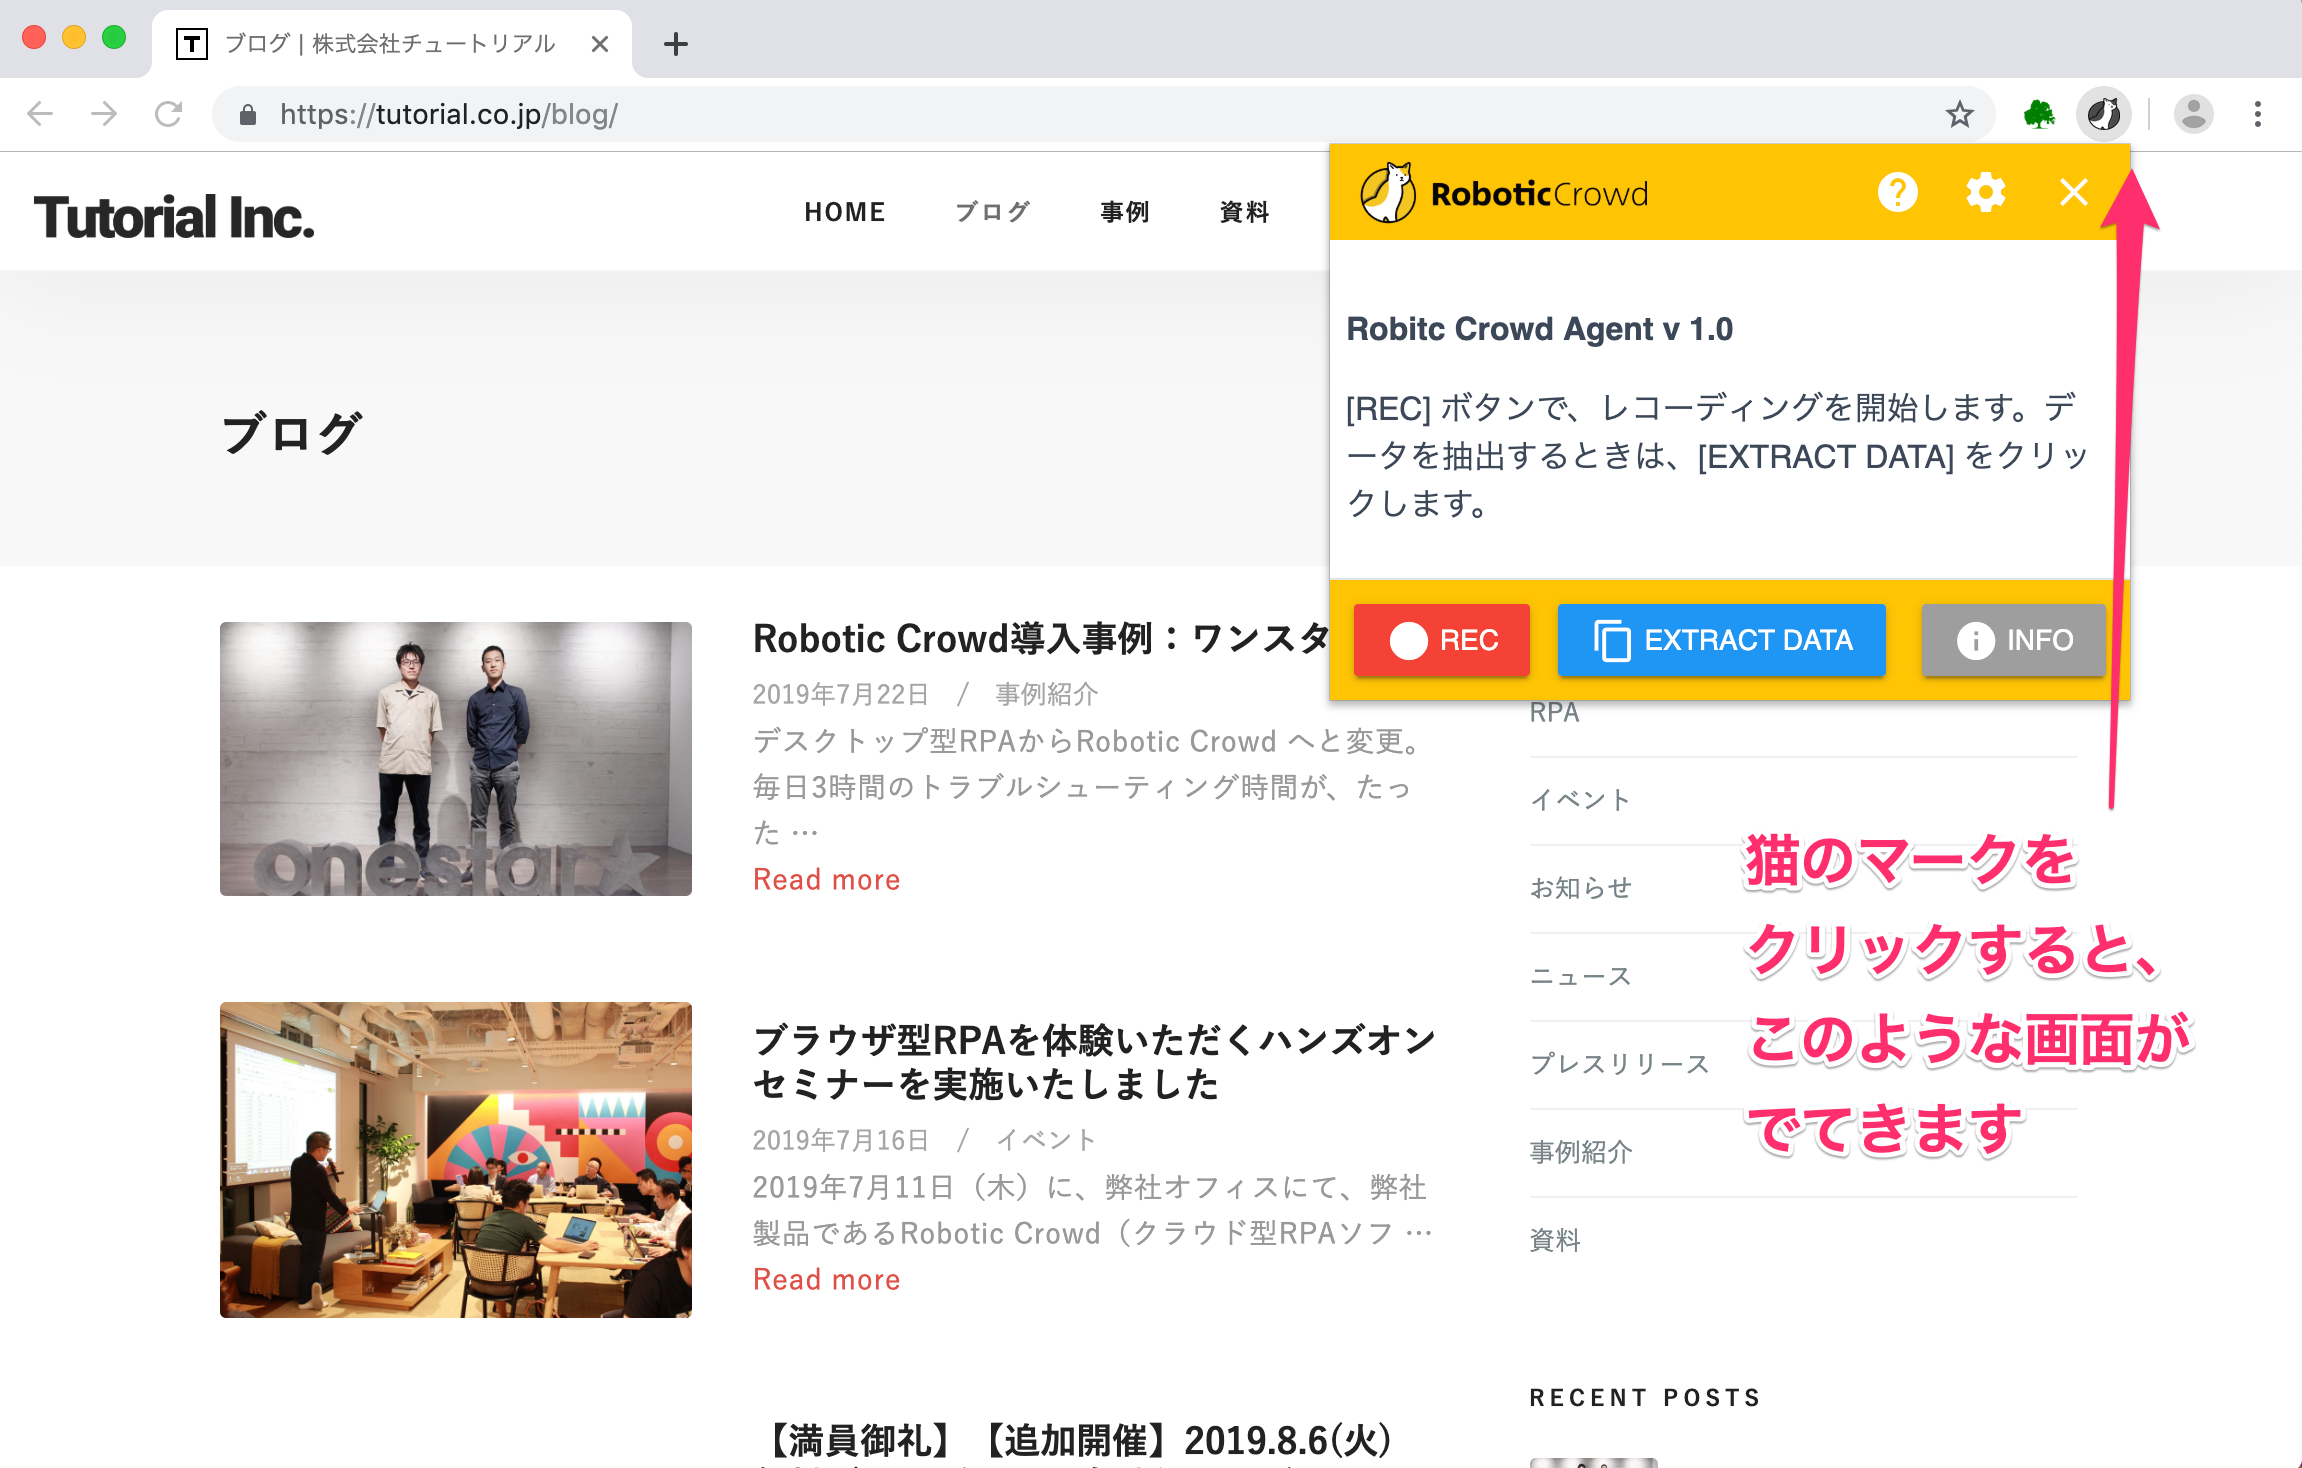 T ブログ | 株式会社チュートリアル
https://tutorial.co.jp/blog/
Tutorial Inc.
HOME ブログ 事例 資料
RoboticCrowd
Robitc Crowd Agent v 1.0
[REC] ボタンで、レコーディングを開始します。デ
ータを抽出するときは、[EXTRACT DATA] をクリッ
クします。
REC EXTRACT DATA INFO
ブログ
Robotic Crowd導入事例：ワンスタ
2019年7月22日 / 事例紹介
デスクトップ型RPAからRobotic Crowd へと変更。
毎日3時間のトラブルシューティング時間が、たっ
た …
Read more
onestar
ブラウザ型RPAを体験いただくハンズオン
セミナーを実施いたしました
2019年7月16日 / イベント
2019年7月11日（木）に、弊社オフィスにて、弊社
製品であるRobotic Crowd（クラウド型RPAソフ …
Read more
【満員御礼】【追加開催】2019.8.6(火)
RPA
イベント
お知らせ
ニュース
プレスリリース
事例紹介
資料
猫のマークを
クリックすると、
このような画面が
でてきます
RECENT POSTS